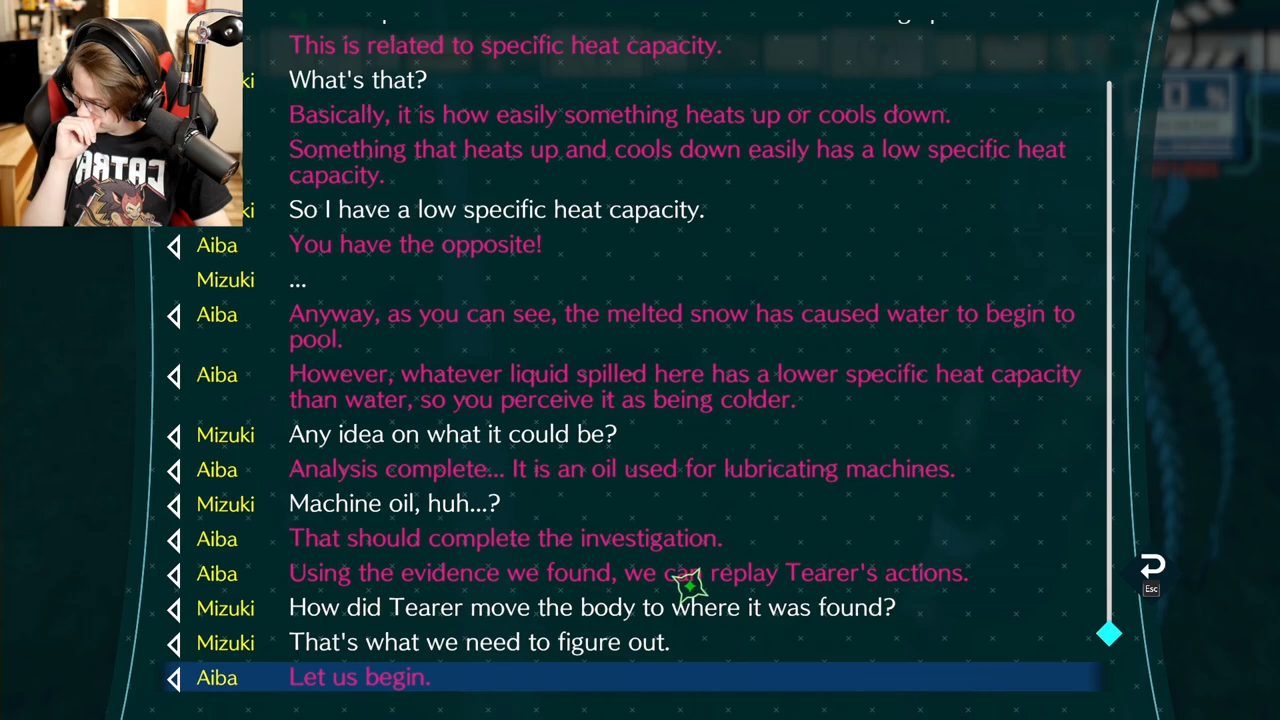 This is related to specific heat capacity.
ki What's that?
Basically, it is how easily something heats up or cools down.
Something that heats up and cools down easily has a low specific heat
capacity.
ki So I have a low specific heat capacity.
Aiba You have the opposite!
Mizuki ...
Aiba Anyway, as you can see, the melted snow has caused water to begin to
pool.
Aiba However, whatever liquid spilled here has a lower specific heat capacity
than water, so you perceive it as being colder.
Mizuki Any idea on what it could be?
Aiba Analysis complete... It is an oil used for lubricating machines.
Mizuki Machine oil, huh...?
Aiba That should complete the investigation.
Aiba Using the evidence we found, we can replay Tearer's actions.
Esc
Mizuki How did Tearer move the body to where it was found?
Mizuki That's what we need to figure out.
Aiba Let us begin.